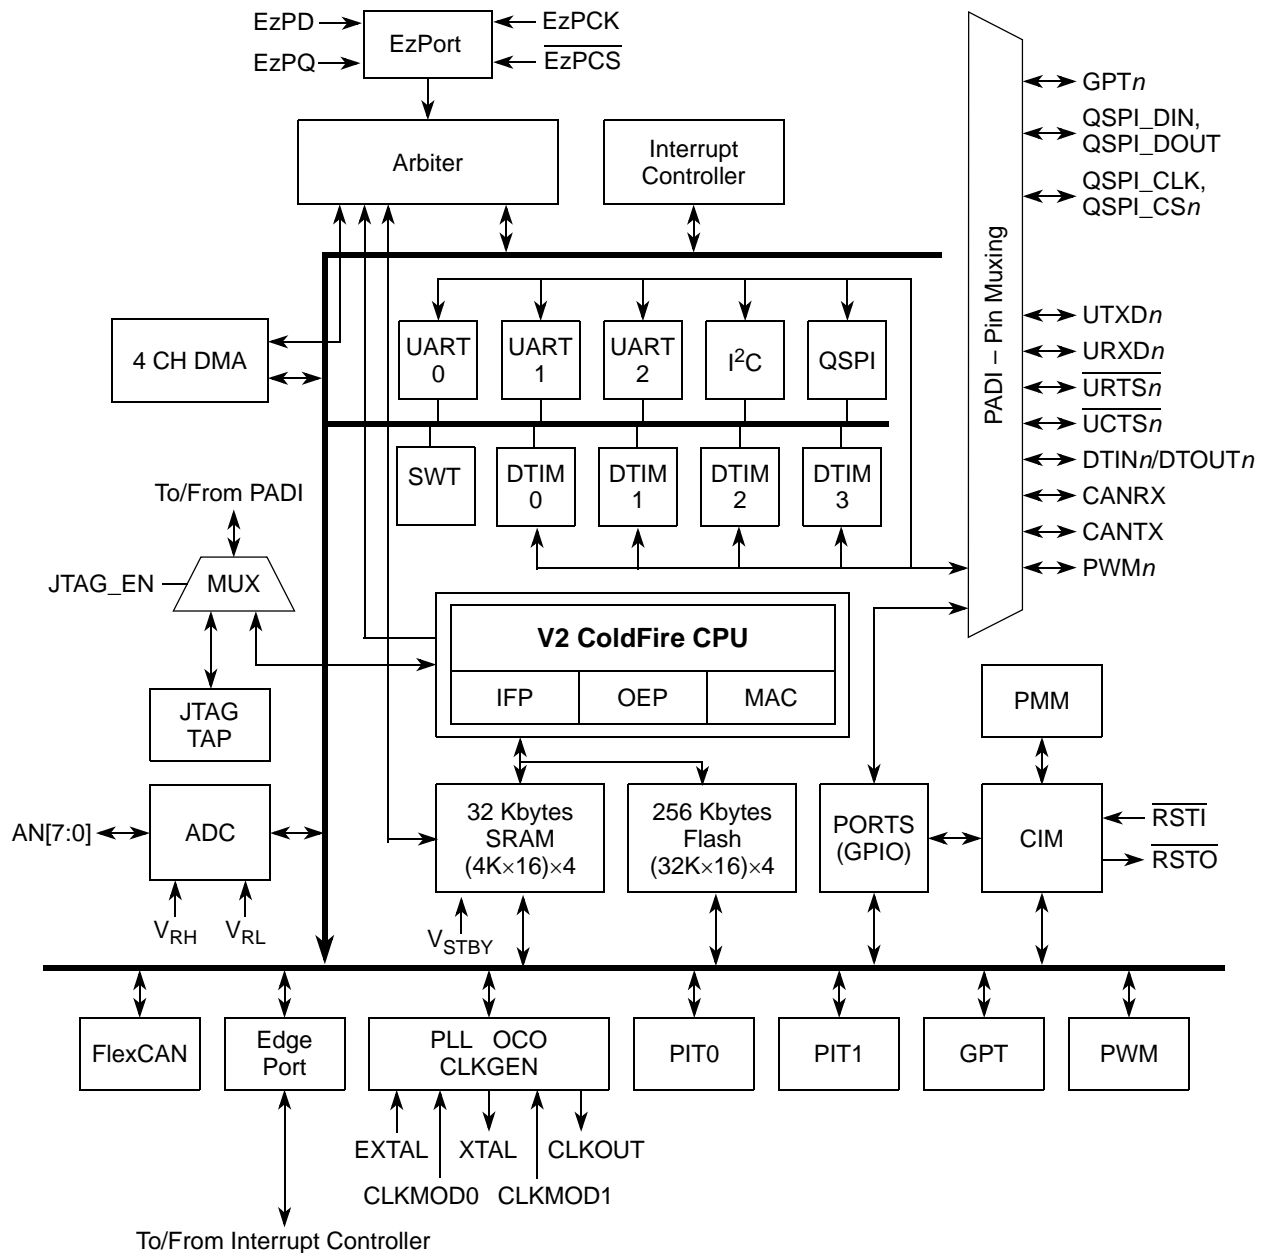 EzPD
EzPCK
EzPort
EzPQ
EzPCS
Arbiter
Interrupt
Controller
GPTn
QSPI_DIN,
QSPI_DOUT
QSPI_CLK,
QSPI_CSn
PADI – Pin Muxing
UTXDn
URXDn
URTSn
UCTSn
DTINn/DTOUTn
CANRX
CANTX
PWMn
4 CH DMA
UART
0
UART
1
UART
2
I²C
QSPI
SWT
DTIM
0
DTIM
1
DTIM
2
DTIM
3
To/From PADI
JTAG_EN
MUX
JTAG
TAP
V2 ColdFire CPU
IFP
OEP
MAC
PMM
AN[7:0]
ADC
VRH
VRL
32 Kbytes
SRAM
(4K×16)×4
VSTBY
256 Kbytes
Flash
(32K×16)×4
PORTS
(GPIO)
CIM
RSTI
RSTO
FlexCAN
Edge
Port
PLL OCO
CLKGEN
PIT0
PIT1
GPT
PWM
EXTAL
XTAL
CLKOUT
CLKMOD0
CLKMOD1
To/From Interrupt Controller